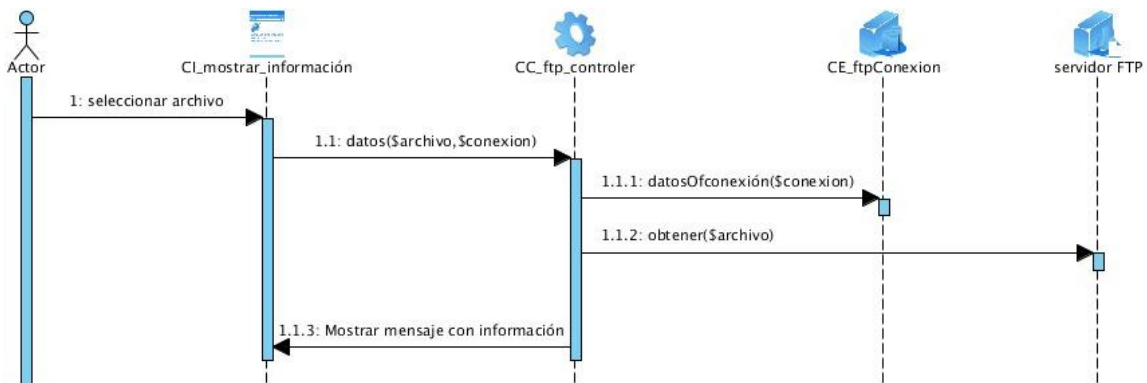 Actor
CI_mostrar_información
CC_ftp_controler
CE_ftpConexion
servidor FTP
1: seleccionar archivo
1.1: datos($archivo,$conexion)
1.1.1: datosOfconexión($conexion)
1.1.2: obtener($archivo)
1.1.3: Mostrar mensaje con información